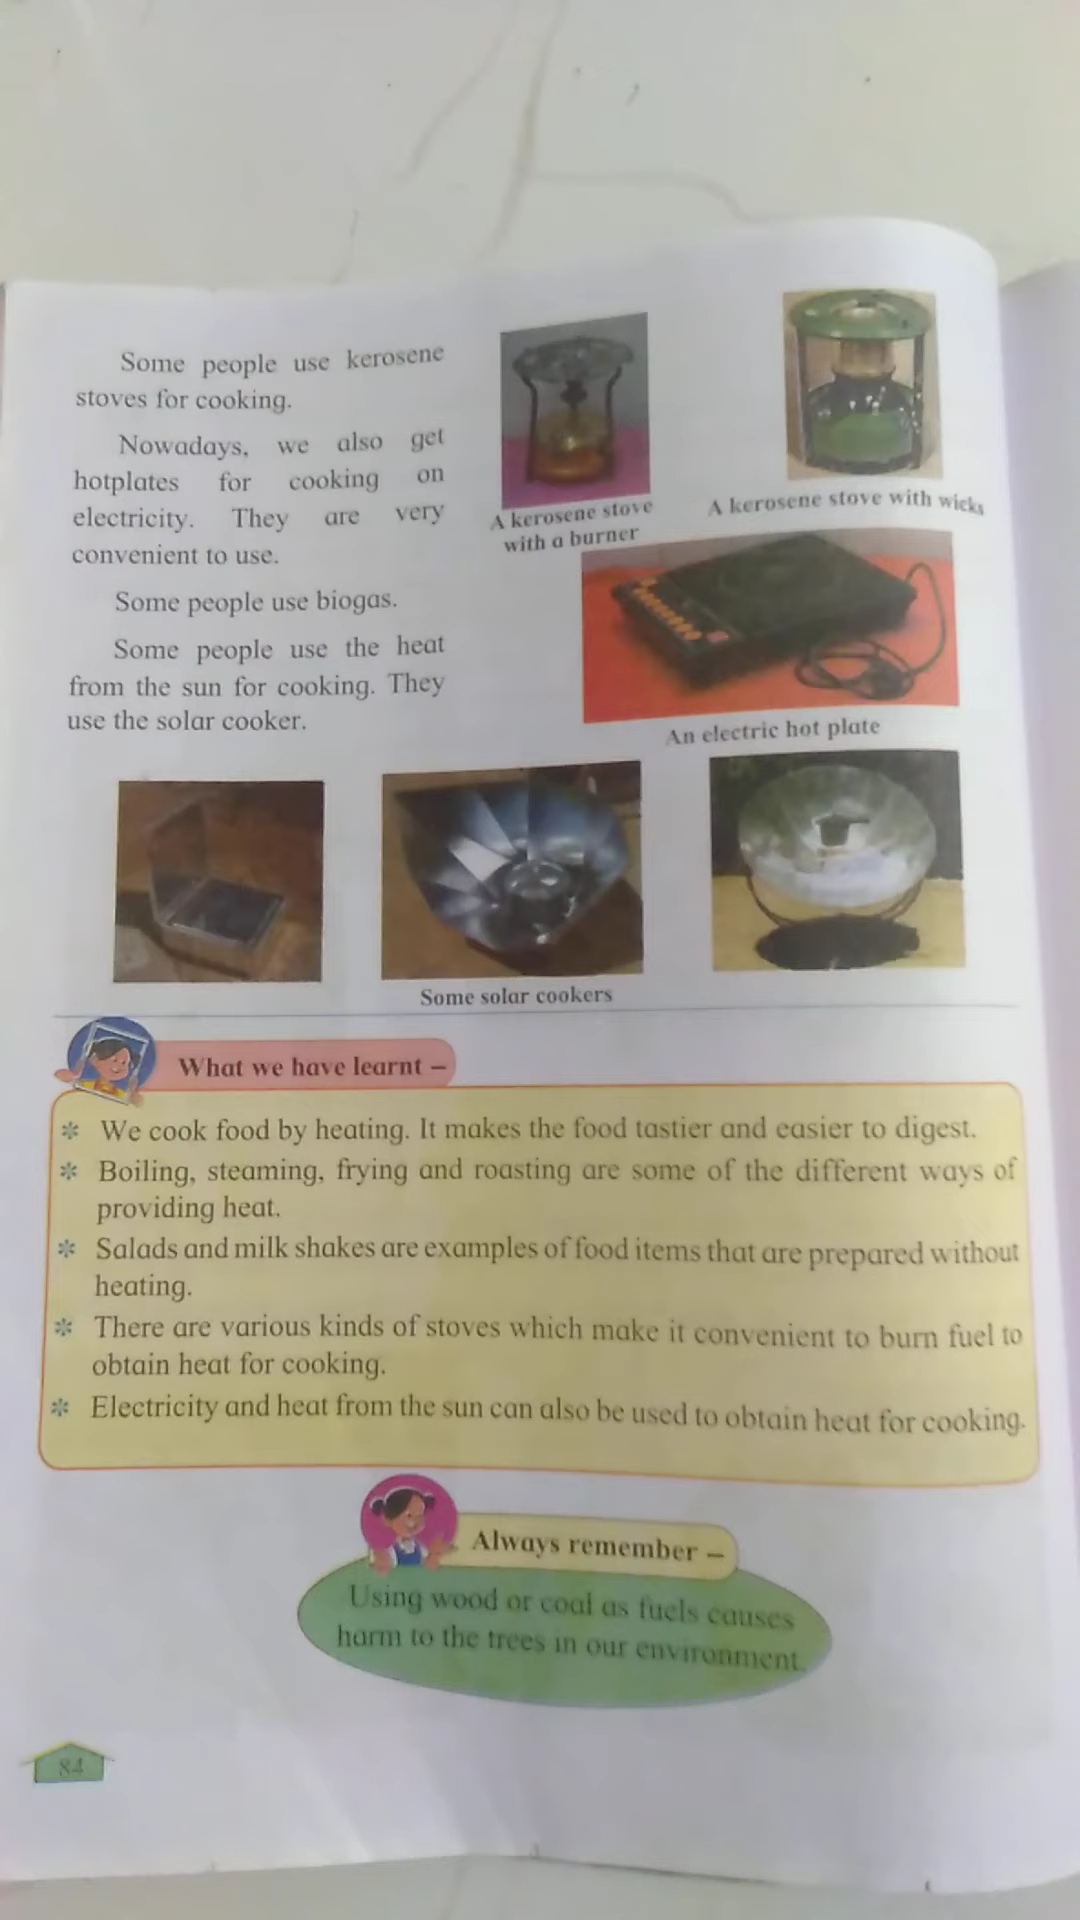 Some people use kerosene
stoves for cooking.
Nowadays, we also get
hotplates for cooking on
electricity. They are very
convenient to use.
Some people use biogas.
Some people use the heat
from the sun for cooking. They
use the solar cooker.
A kerosene stove
with a burner
A kerosene stove with wicks
An electric hot plate
Some solar cookers
What we have learnt –
* We cook food by heating. It makes the food tastier and easier to digest.
* Boiling, steaming, frying and roasting are some of the different ways of
providing heat.
* Salads and milk shakes are examples of food items that are prepared without
heating.
* There are various kinds of stoves which make it convenient to burn fuel to
obtain heat for cooking.
* Electricity and heat from the sun can also be used to obtain heat for cooking.
Always remember –
Using wood or coal as fuels causes
harm to the trees in our environment.
84